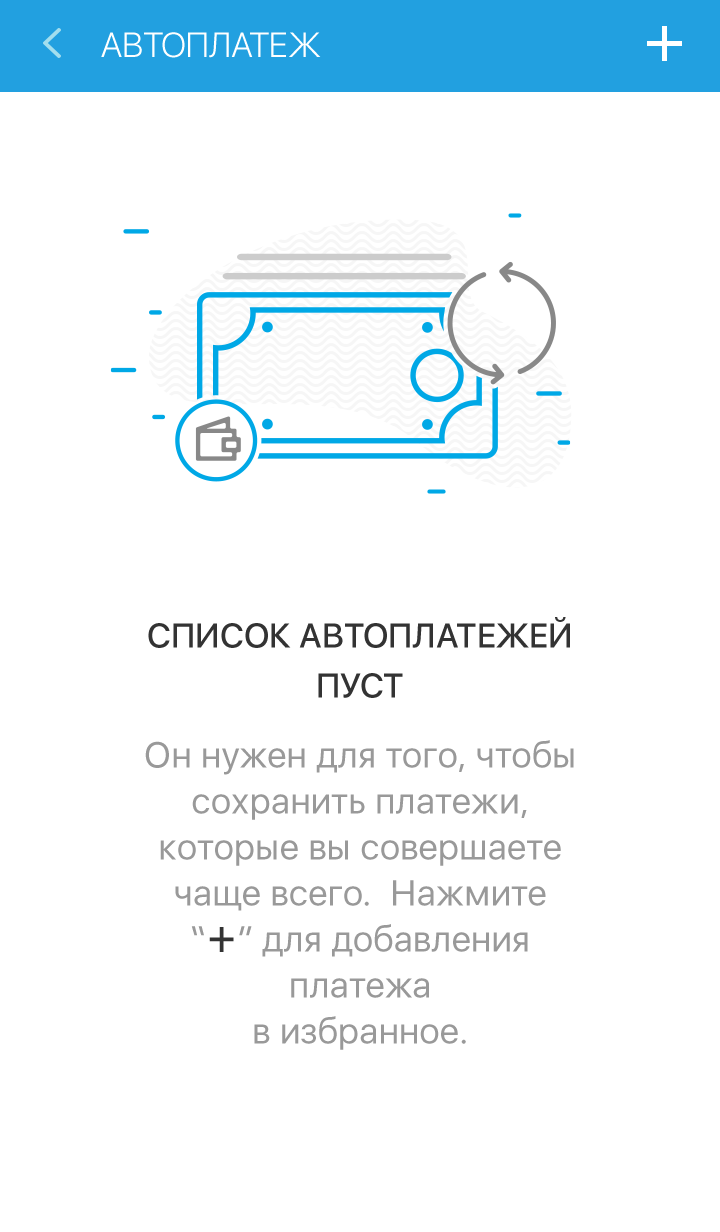 АВТОПЛАТЕЖ
СПИСОК АВТОПЛАТЕЖЕЙ
ПУСТ
Он нужен для того, чтобы
сохранить платежи,
которые вы совершаете
чаще всего.  Нажмите
“+” для добавления
платежа
в избранное.